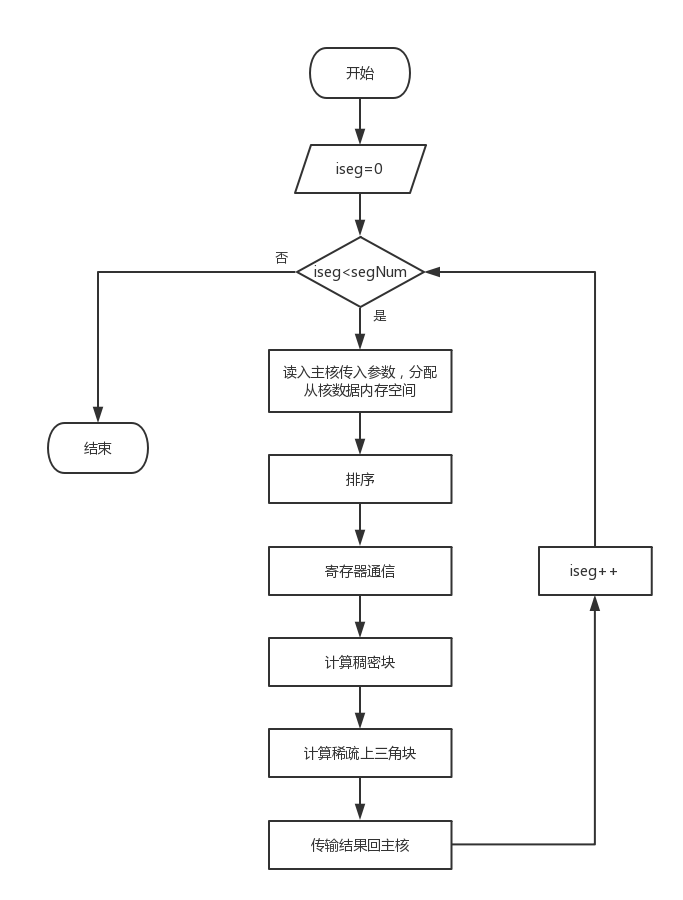 开始
iseg=0
否
iseg<segNum
是
读入主核传入参数，分配
从核数据内存空间
结束
排序
寄存器通信
iseg++
计算稠密块
计算稀疏上三角块
传输结果回主核